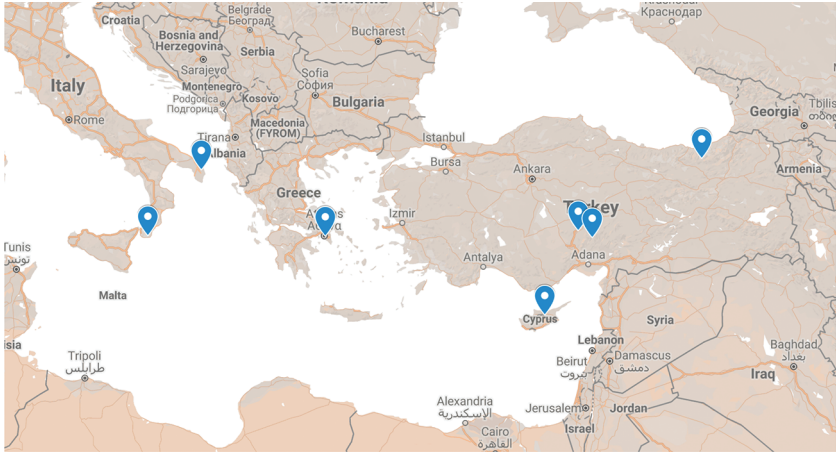 Croatia
Belgrade
Београд
Краснодар
Bucharest
Bosnia and
Herzegovina
Serbia
Sarajevo
Sofia
София
Italy
Montenegro
Podgorica
Подгорица
Kosovo
Bulgaria
Rome
Macedonia
(FYROM)
Georgia
Tirana
Albania
Istanbul
Bursa
Ankara
Armenia
Greece
Izmir
Turkey
Tunis
تونس
Antalya
Adana
Malta
Cyprus
Syria
Lebanon
Beirut
بيروت
Damascus
دمشق
Baghdad
بغداد
Iraq
Tripoli
طرابلس
Alexandria
الإسكندرية
Jerusalem
Jordan
Israel
Cairo
القاهرة